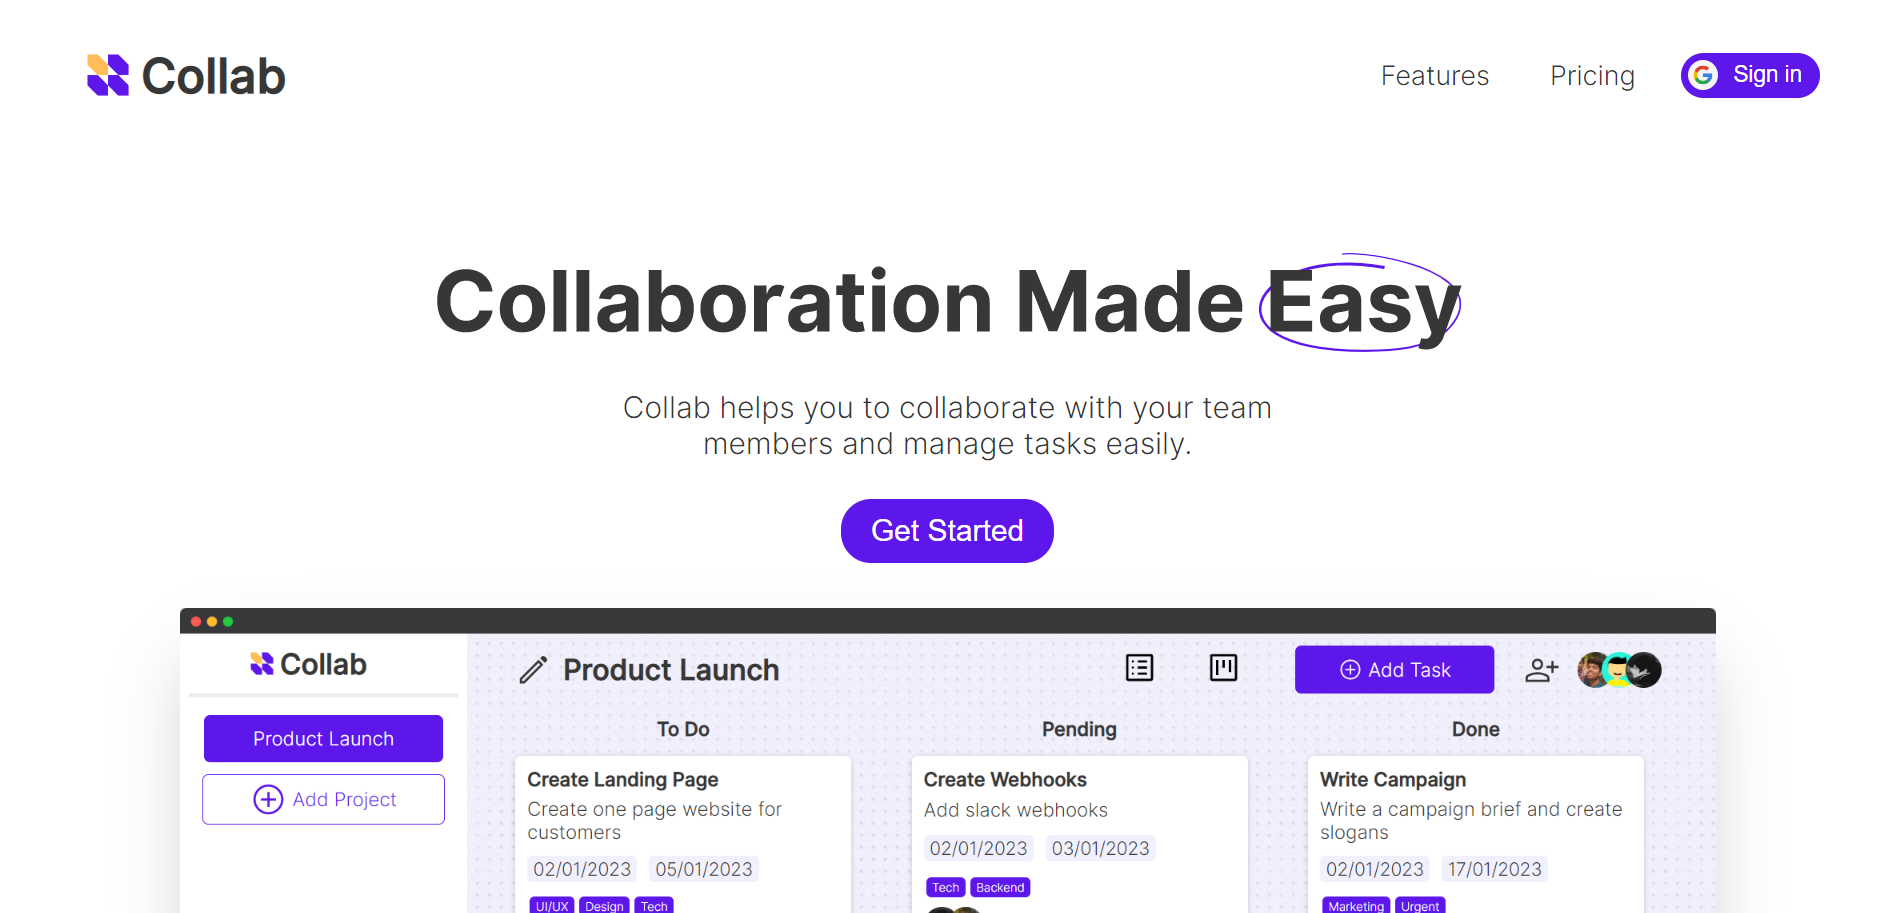 Collab
Features
Pricing
Sign in
Collaboration Made Easy
Collab helps you to collaborate with your team
members and manage tasks easily.
Get Started
Collab
Product Launch
Add Task
Product Launch
Add Project
To Do
Create Landing Page
Create one page website for
customers
02/01/2023 05/01/2023
UI/UX Design Tech
Pending
Create Webhooks
Add slack webhooks
02/01/2023 03/01/2023
Tech Backend
Done
Write Campaign
Write a campaign brief and create
slogans
02/01/2023 17/01/2023
Marketing Urgent